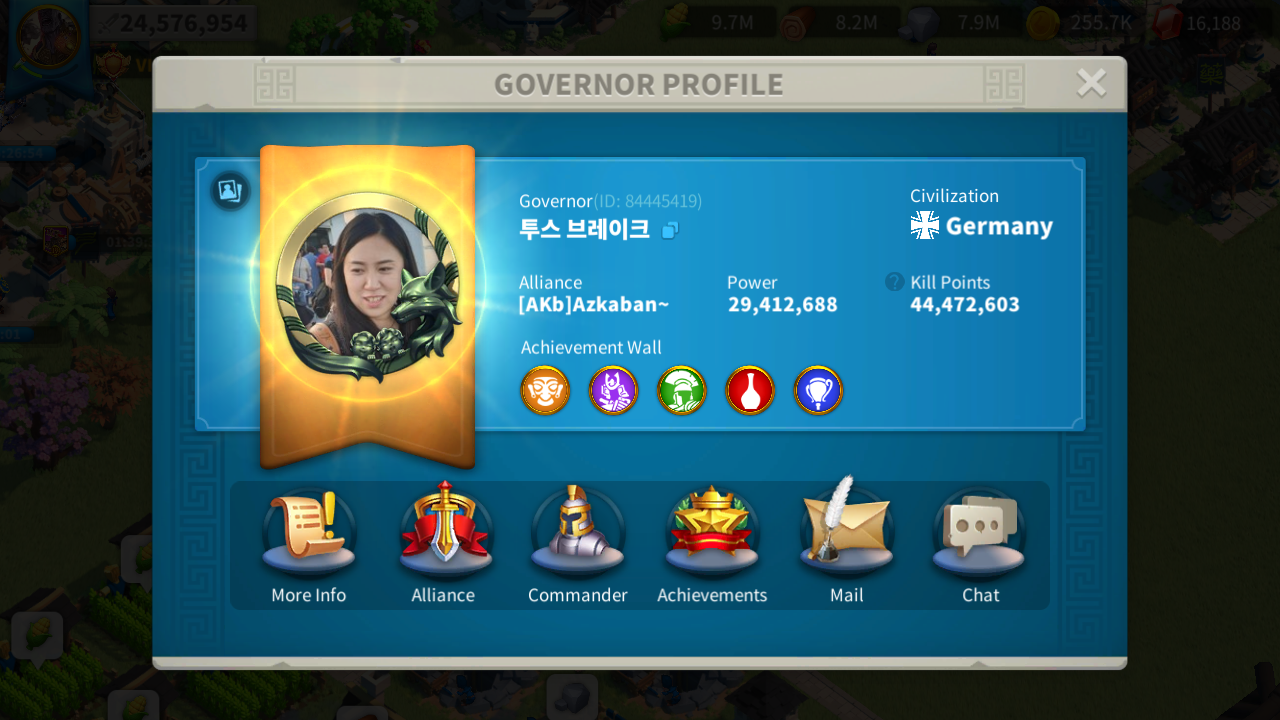 24,576,954
9.7M
8.2M
7.9M
255.7K
16,188
GOVERNOR PROFILE
Governor(ID: 84445419)
투스 브레이크
Civilization
Germany
Alliance
[AKb]Azkaban~
Power
29,412,688
Kill Points
44,472,603
Achievement Wall
More Info
Alliance
Commander
Achievements
Mail
Chat